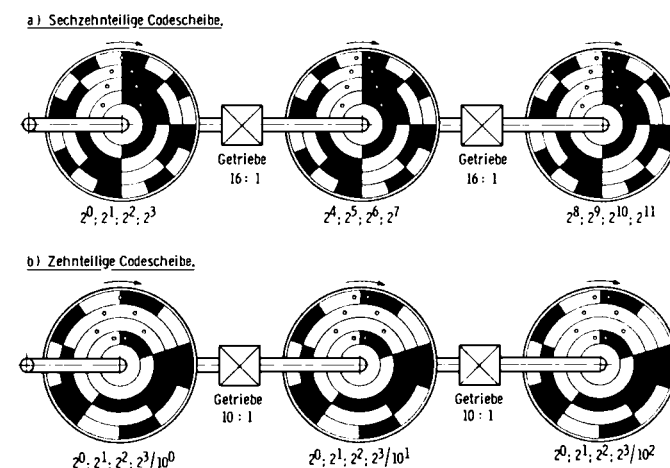 a) Sechzehnteilige Codescheibe.
Getriebe
16 : 1
Getriebe
16 : 1
2⁰; 2¹; 2²; 2³
2⁴; 2⁵; 2⁶; 2⁷
2⁸; 2⁹; 2¹⁰; 2¹¹
b) Zehnteilige Codescheibe.
Getriebe
10 : 1
Getriebe
10 : 1
2⁰; 2¹; 2²; 2³/10⁰
2⁰; 2¹; 2²; 2³/10¹
2⁰; 2¹; 2²; 2³/10²